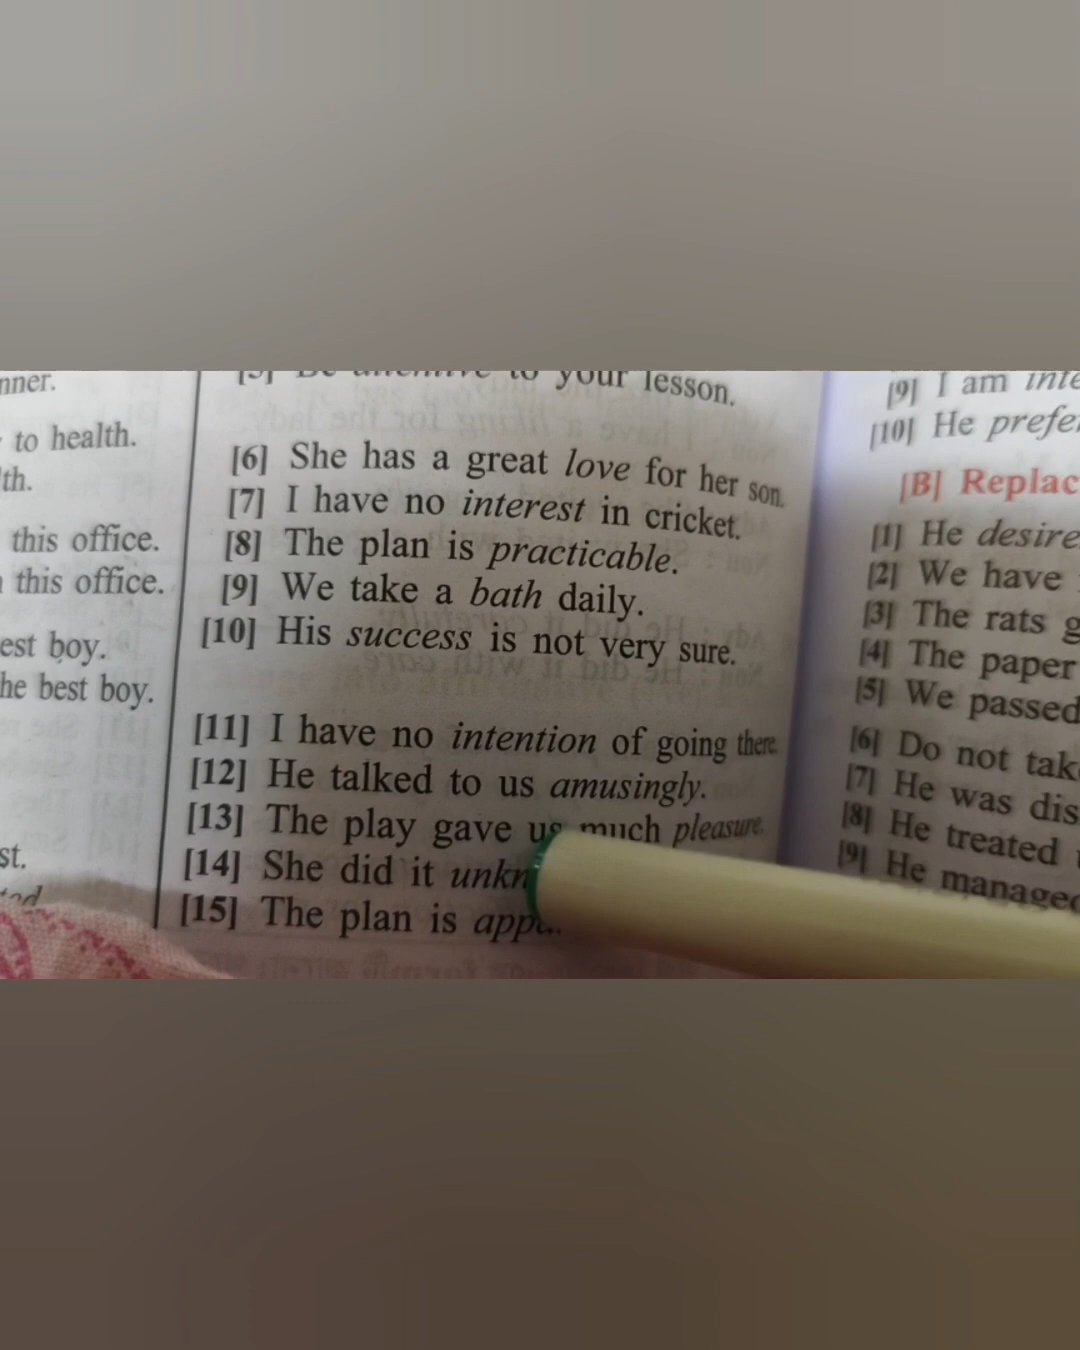 nner.
to health.
th.
this office.
this office.
est boy.
he best boy.
st.
[5] Be attentive to your lesson.
[6] She has a great love for her son.
[7] I have no interest in cricket.
[8] The plan is practicable.
[9] We take a bath daily.
[10] His success is not very sure.
[11] I have no intention of going there.
[12] He talked to us amusingly.
[13] The play gave us much pleasure.
[14] She did it unkn
[15] The plan is app
[9] I am inte
[10] He prefer
[B] Replac
[1] He desire
[2] We have
[3] The rats g
[4] The paper
[5] We passed
[6] Do not tak
[7] He was dis
[8] He treated
[9] He managed